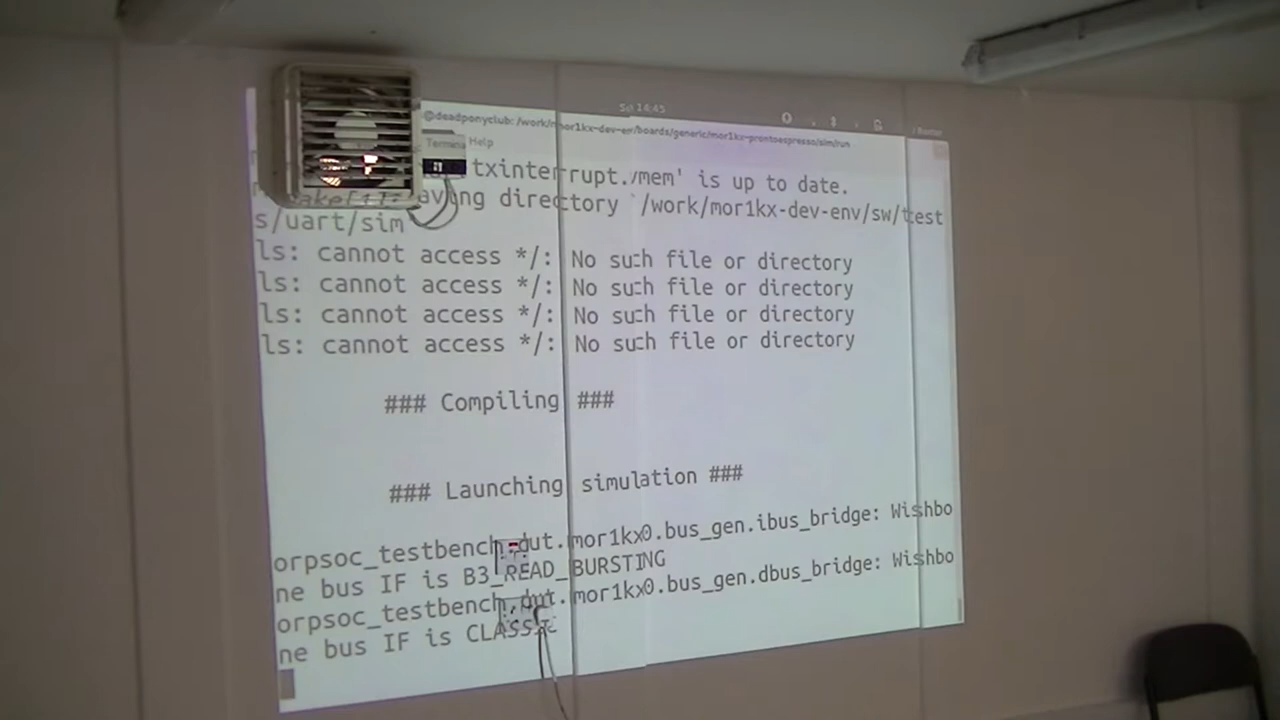 14:45
@deadponyclub: /work/mor1kx-dev-env/boards/generic/mor1kx-prontoespresso/sim/run
Help
txinterrupt.vmem' is up to date.
make[1]: directory `/work/mor1kx-dev-env/sw/test
s/uart/sim
ls: cannot access */: No such file or directory
ls: cannot access */: No such file or directory
ls: cannot access */: No such file or directory
ls: cannot access */: No such file or directory
### Compiling ###
### Launching simulation ###
orpsoc_testbench.dut.mor1kx0.bus_gen.ibus_bridge: Wishbo
ne bus IF is B3_READ_BURSTING
orpsoc_testbench.dut.mor1kx0.bus_gen.dbus_bridge: Wishbo
ne bus IF is CLASSIC